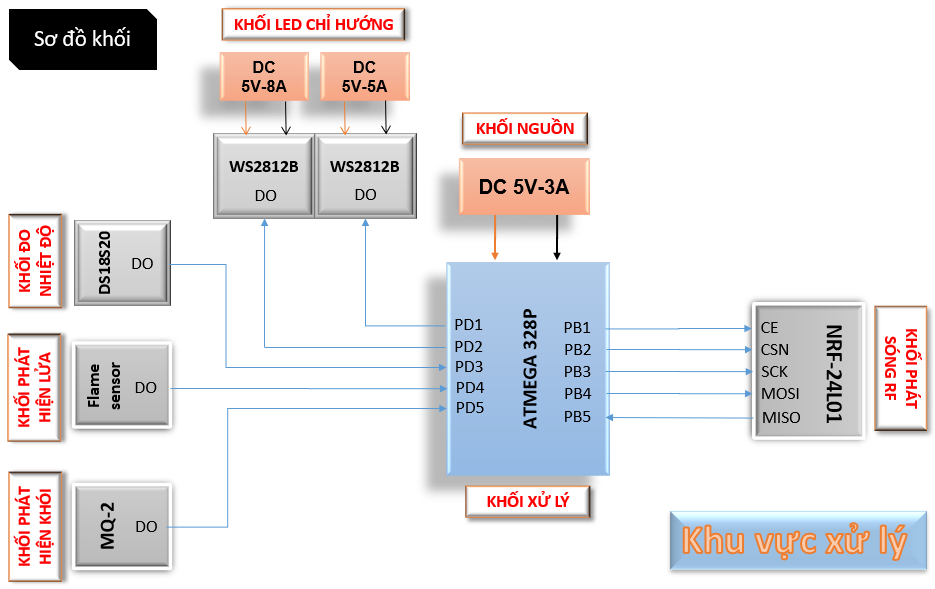 Sơ đồ khối
KHỐI LED CHỈ HƯỚNG
DC
5V-8A
DC
5V-5A
WS2812B
DO
WS2812B
DO
KHỐI NGUỒN
DC 5V-3A
KHỐI ĐO
NHIỆT ĐỘ
DS18S20
DO
KHỐI PHÁT
HIỆN LỬA
Flame
sensor
DO
KHỐI PHÁT
HIỆN KHÓI
MQ-2
DO
PD1
PD2
PD3
PD4
PD5
ATMEGA 328P
PB1
PB2
PB3
PB4
PB5
KHỐI XỬ LÝ
CE
CSN
SCK
MOSI
MISO
NRF-24L01
KHỐI PHÁT
SÓNG RF
Khu vực xử lý